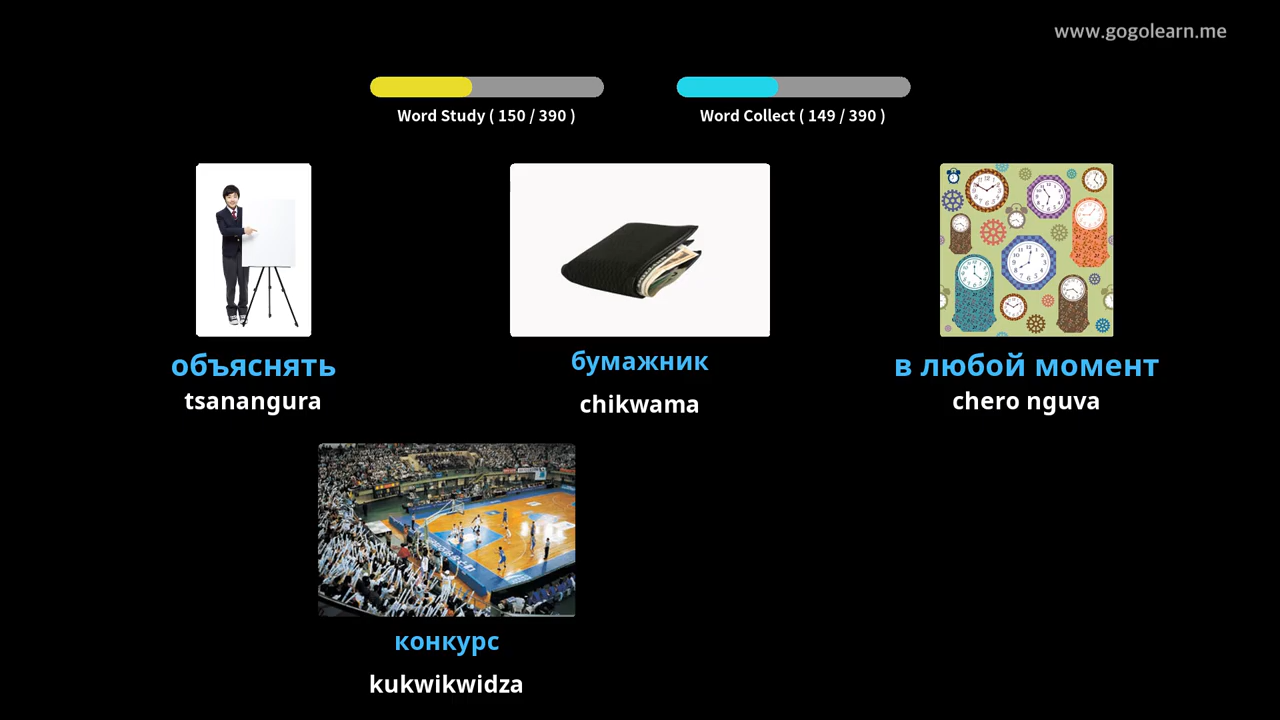 www.gogolearn.me
Word Study ( 150 / 390 )
Word Collect ( 149 / 390 )
объяснять
tsanangura
бумажник
chikwama
в любой момент
chero nguva
конкурс
kukwikwidza